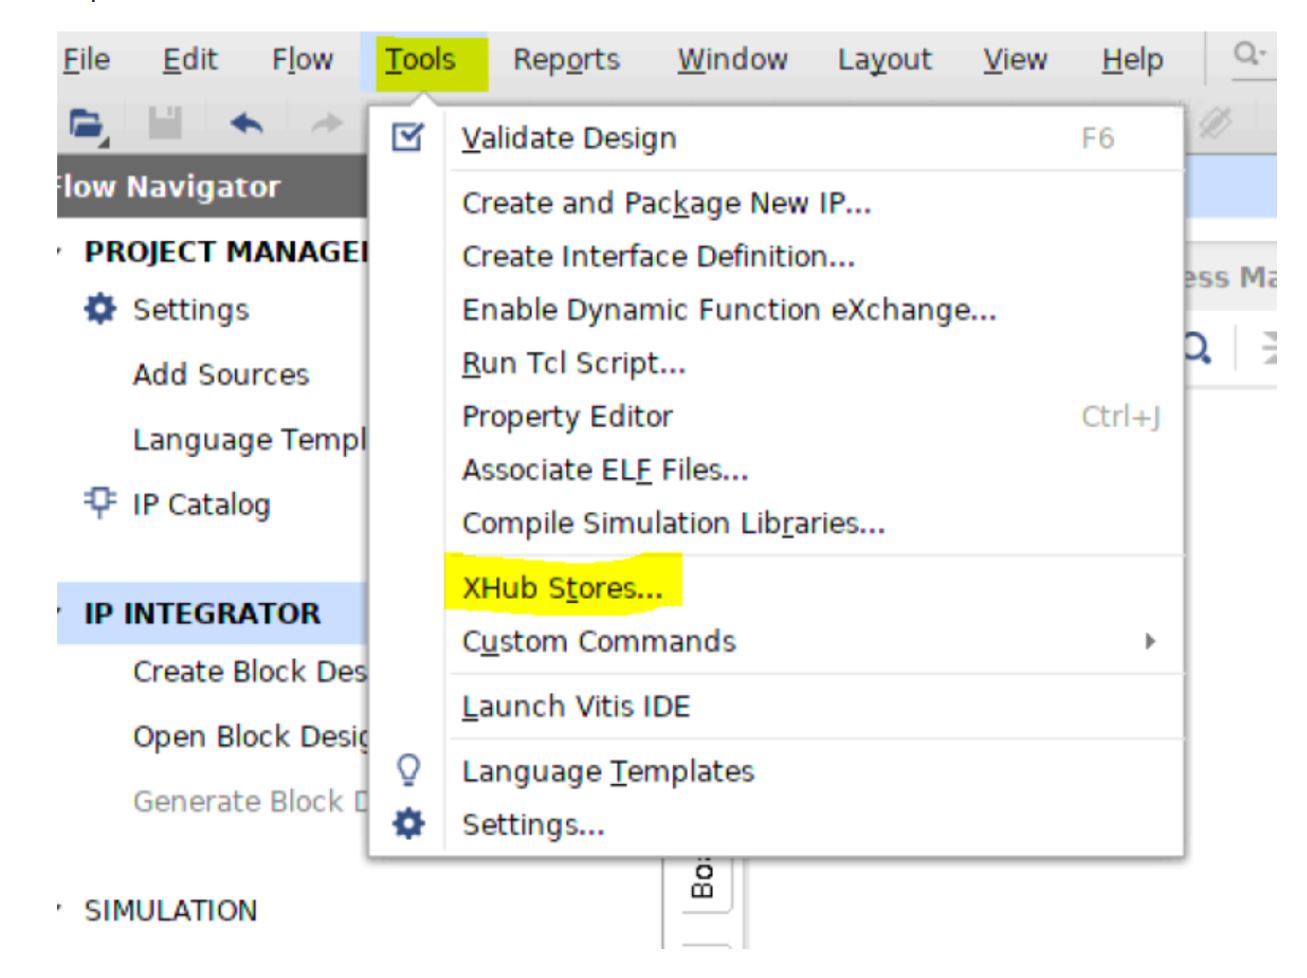 File Edit Flow Tools Reports Window Layout View Help
Validate Design F6
Flow Navigator
Create and Package New IP...
PROJECT MANAGE
Create Interface Definition...
ess Ma
Settings
Enable Dynamic Function eXchange...
Run Tcl Script...
Add Sources
Property Editor Ctrl+J
Language Templ
Associate ELF Files...
IP Catalog
Compile Simulation Libraries...
XHub Stores...
IP INTEGRATOR
Custom Commands
Create Block Des
Launch Vitis IDE
Open Block Desig
Language Templates
Generate Block D
Settings...
Boa
SIMULATION